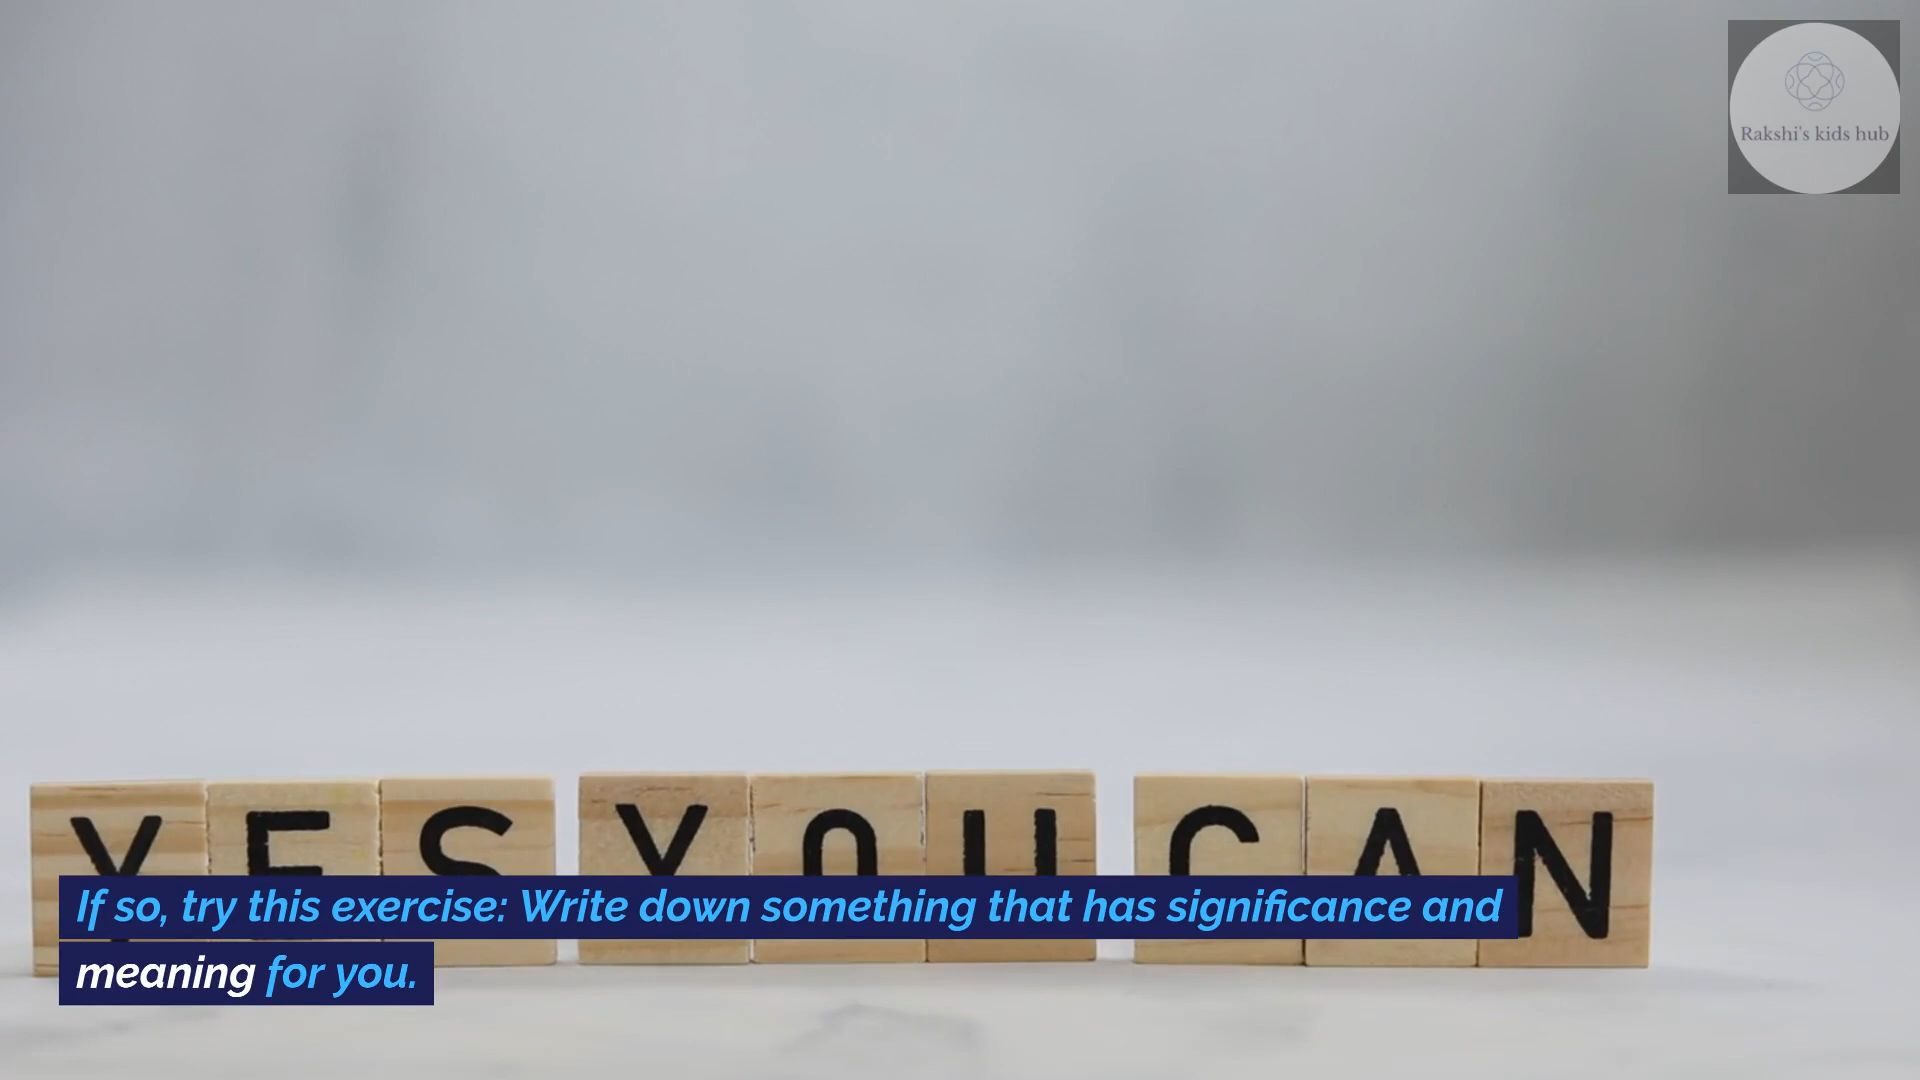 Rakshi's kids hub
YES YOU CAN
If so, try this exercise: Write down something that has significance and
meaning for you.